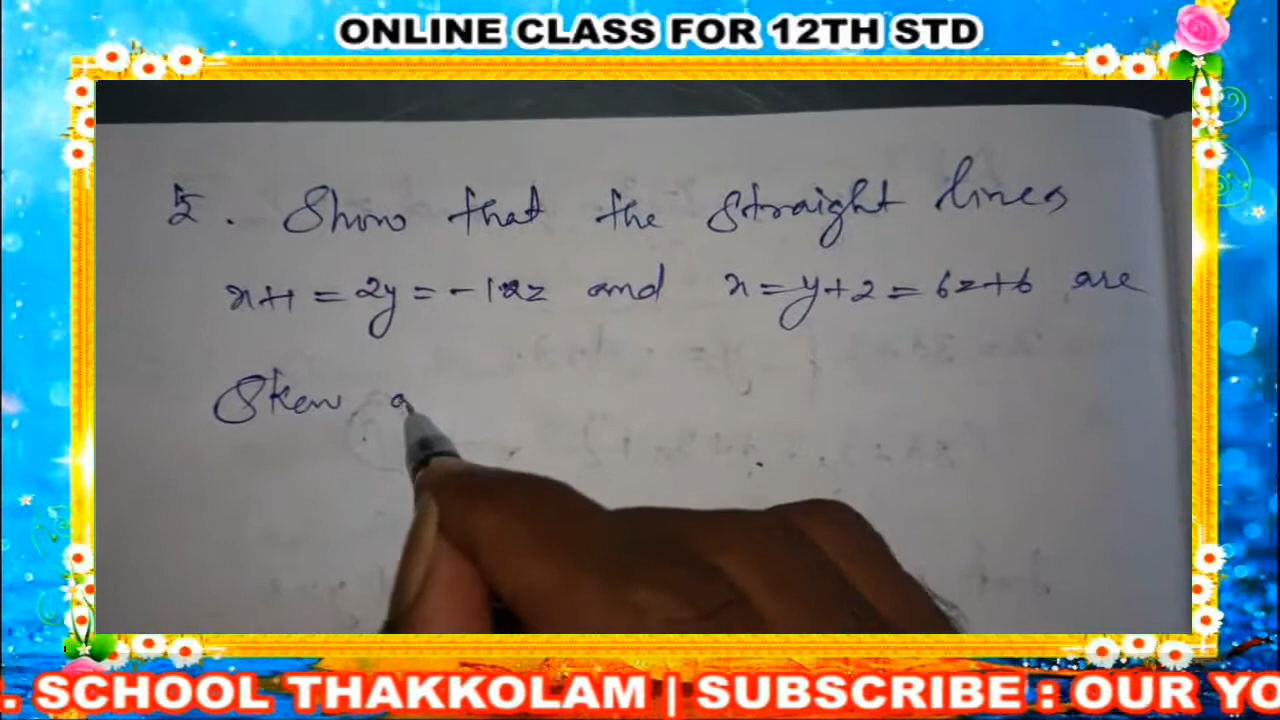 ONLINE CLASS FOR 12TH STD
5. Show that the straight lines
x+1 = 2y = -12z and x = y+2 = 6z+6 are
Skew a
. SCHOOL THAKKOLAM | SUBSCRIBE : OUR YO